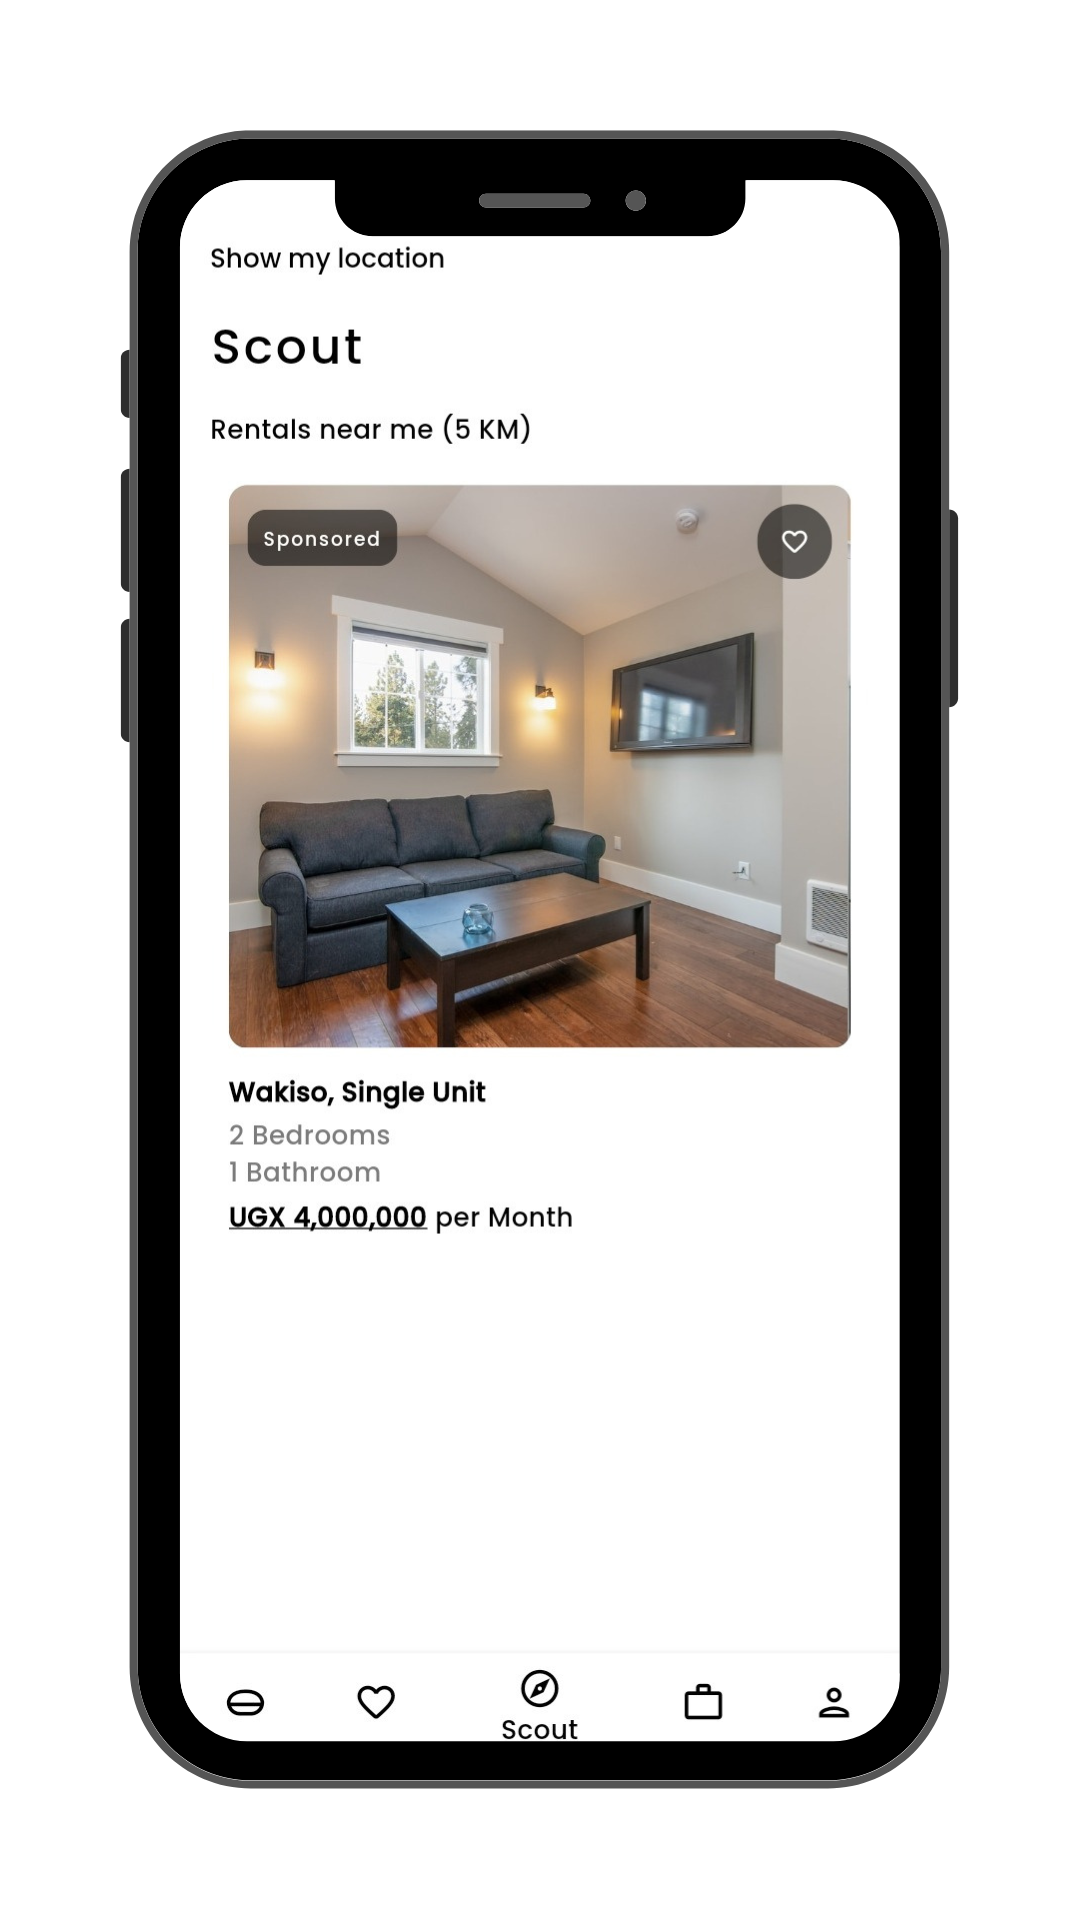 Show my location
Scout
Rentals near me (5 KM)
Sponsored
Wakiso, Single Unit
2 Bedrooms
1 Bathroom
UGX 4,000,000 per Month
Scout